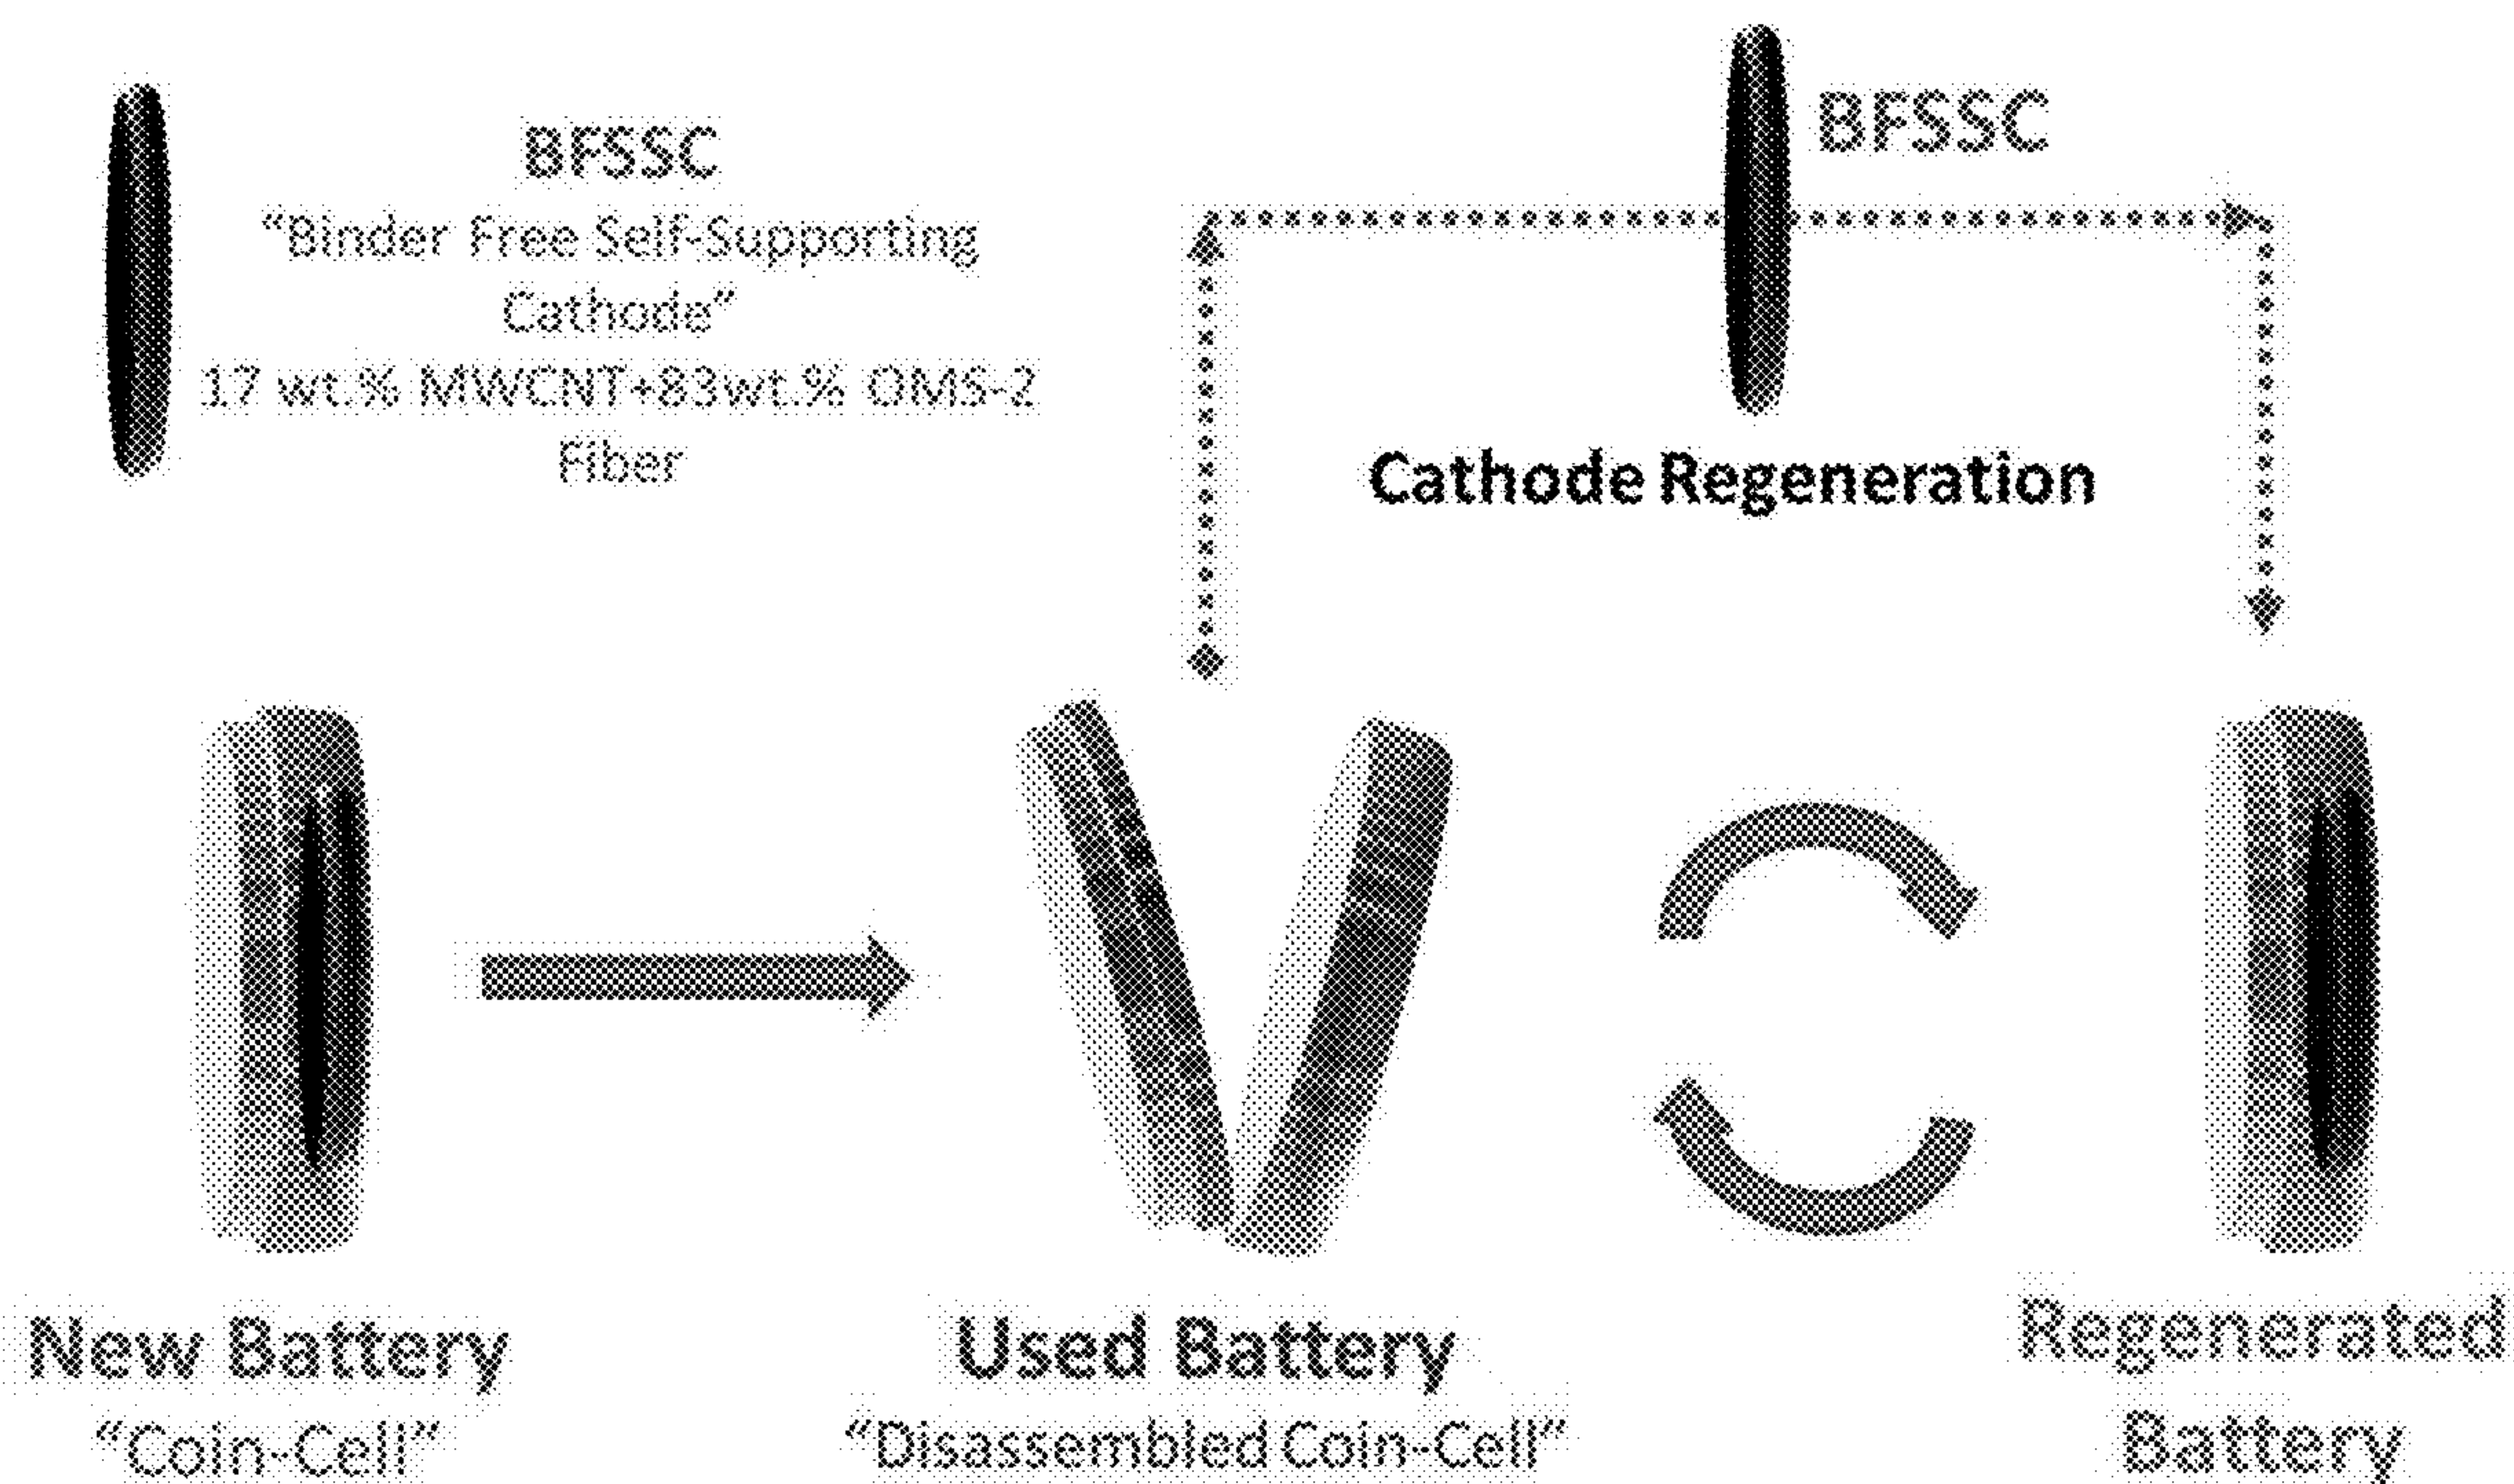 BFSSC
"Binder Free Self-Supporting
Cathode"
17 wt.% MWCNT+83wt.% OMS-2
Fiber
BFSSC
Cathode Regeneration
New Battery
"Coin-Cell"
Used Battery
"Disassembled Coin-Cell"
Regenerated
Battery